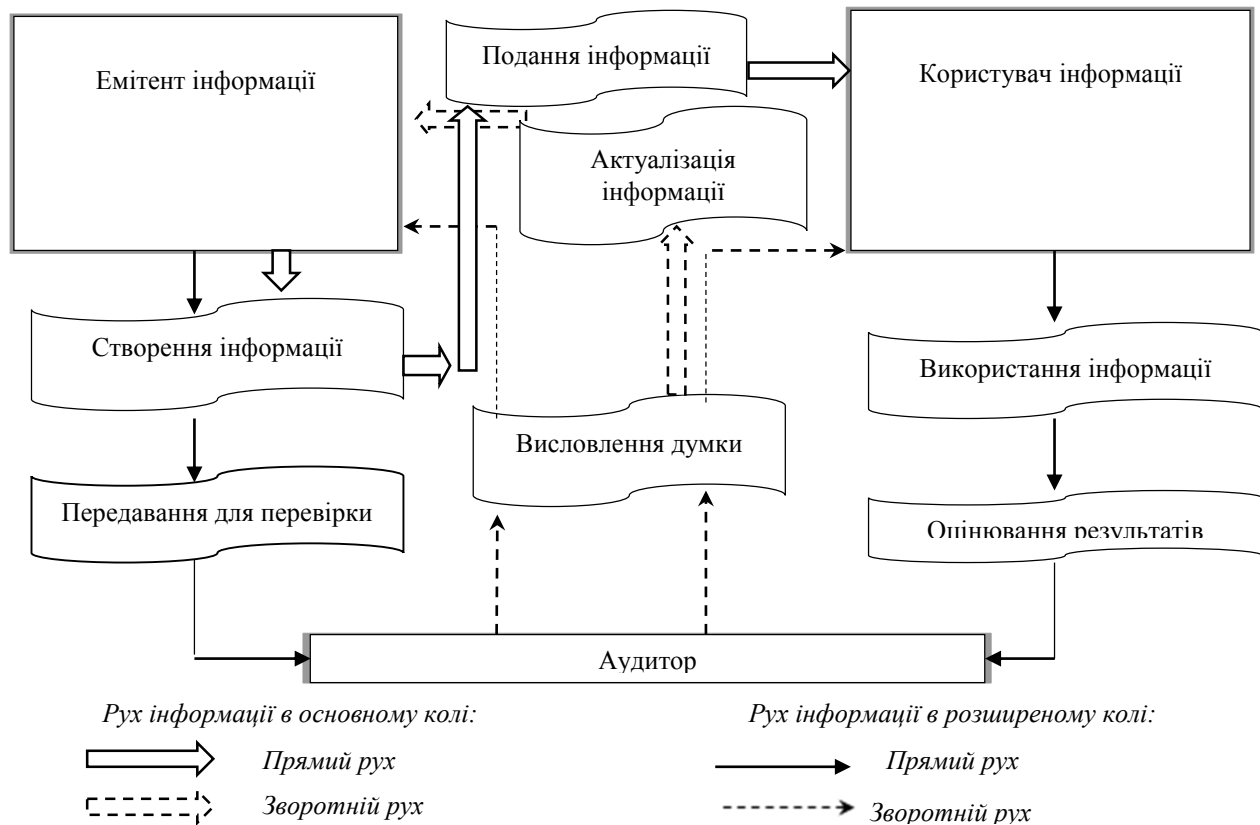 Емітент інформації
Подання інформації
Користувач інформації
Актуалізація
інформації
Створення інформації
Висловлення думки
Використання інформації
Передавання для перевірки
Оцінювання результатів
Аудитор
Рух інформації в основному колі:
Прямий рух
Зворотній рух
Рух інформації в розширеному колі:
Прямий рух
Зворотній рух